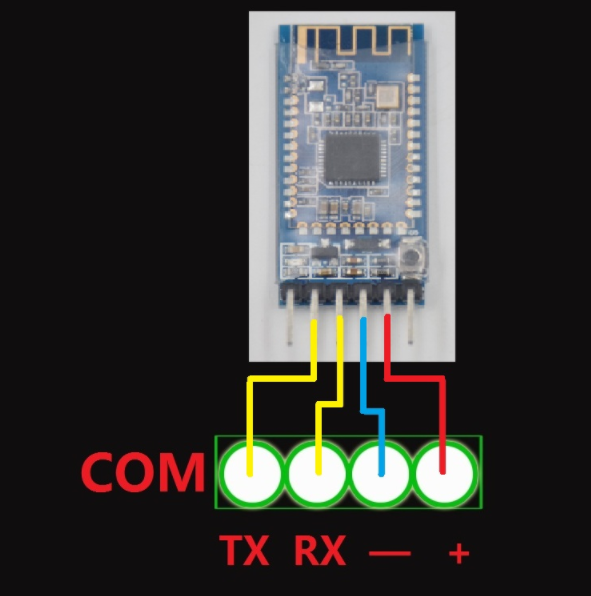 COM
TX RX — +